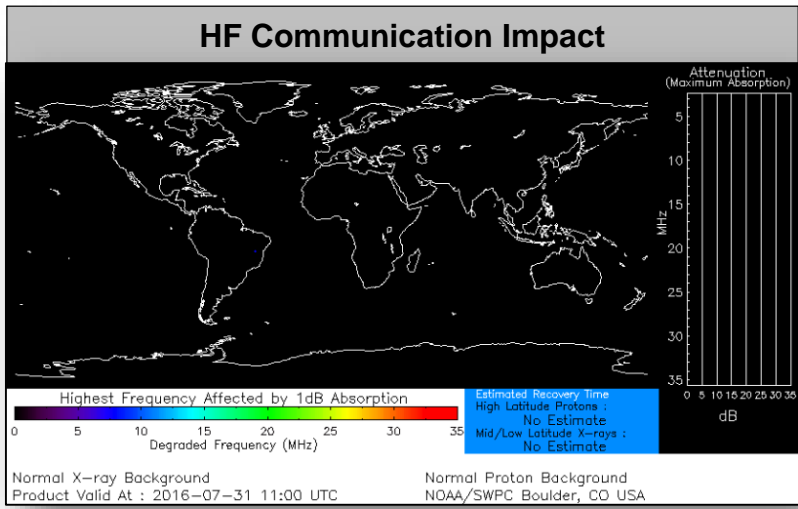 HF Communication Impact
Attenuation
(Maximum Absorption)
5
10
15
20
25
30
35
MHz
0 5 10 15 20 25 30 35
dB
Highest Frequency Affected by 1dB Absorption
0 5 10 15 20 25 30 35
Degraded Frequency (MHz)
Estimated Recovery Time
High Latitude Protons :
No Estimate
Mid/Low Latitude X-rays :
No Estimate
Normal X-ray Background
Product Valid At : 2016-07-31 11:00 UTC
Normal Proton Background
NOAA/SWPC Boulder, CO USA